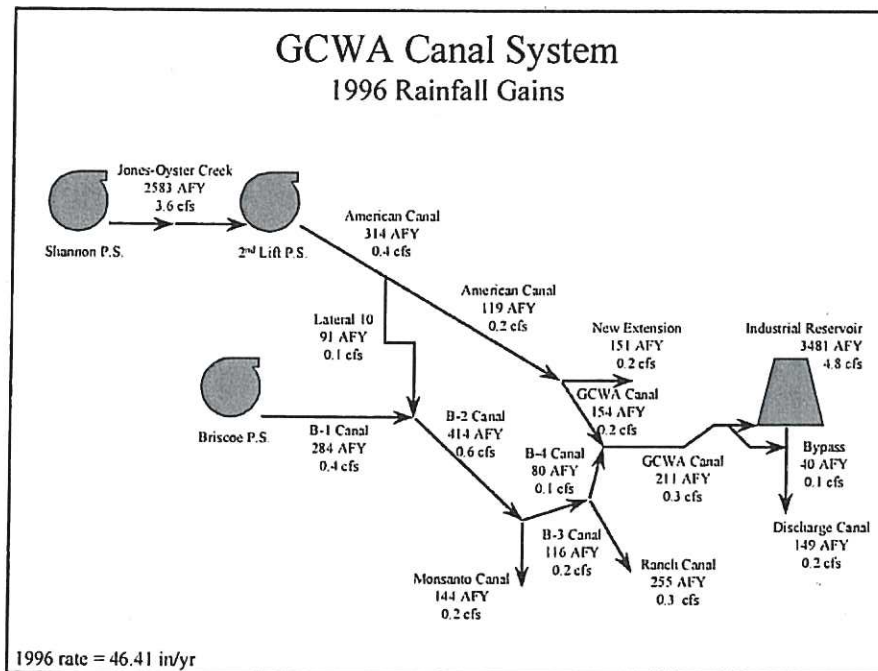 GCWA Canal System
1996 Rainfall Gains
Jones-Oyster Creek
2583 AFY
3.6 cfs
Shannon P.S.
2nd Lift P.S.
American Canal
314 AFY
0.4 cfs
American Canal
119 AFY
0.2 cfs
Lateral 10
91 AFY
0.1 cfs
New Extension
151 AFY
0.2 cfs
Industrial Reservoir
3481 AFY
4.8 cfs
GCWA Canal
154 AFY
0.2 cfs
Briscoe P.S.
B-1 Canal
284 AFY
0.4 cfs
B-2 Canal
414 AFY
0.6 cfs
B-4 Canal
80 AFY
0.1 cfs
GCWA Canal
211 AFY
0.3 cfs
Bypass
40 AFY
0.1 cfs
B-3 Canal
116 AFY
0.2 cfs
Discharge Canal
149 AFY
0.2 cfs
Monsanto Canal
144 AFY
0.2 cfs
Ranch Canal
255 AFY
0.3 cfs
1996 rate = 46.41 in/yr